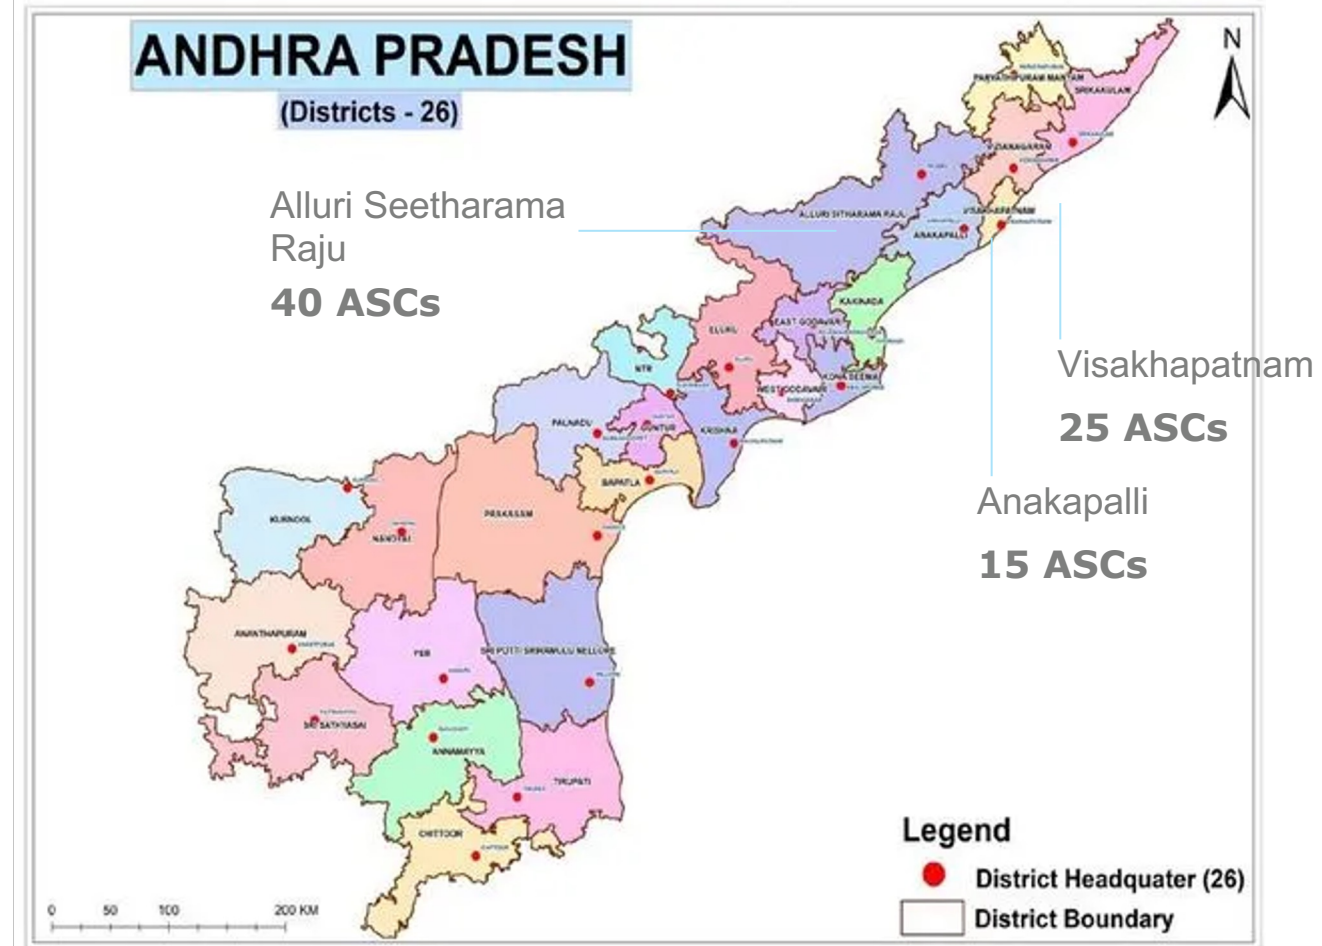 ANDHRA PRADESH
(Districts - 26)
N
PARVATHIPURAM MANYAM
SRIKAKULAM
VIZIANAGARAM
Alluri Seetharama
Raju
40 ASCs
ALLURI SITHARAMA RAJU
VISAKHAPATNAM
ANAKAPALLI
KAKINADA
EAST GODAVARI
ELURU
NTR
KONA SEEMA
WEST GODAVARI
Visakhapatnam
25 ASCs
PALNADU
GUNTUR
KRISHNA
BAPATLA
Anakapalli
15 ASCs
KURNOOL
PRAKASAM
NANDYAL
ANANTHAPURAM
YSR
SRI POTTI SRIRAMULU NELLORE
SRI SATHYASAI
ANNAMAYYA
TIRUPATI
CHITTOOR
Legend
District Headquater (26)
District Boundary
0 50 100 200 KM